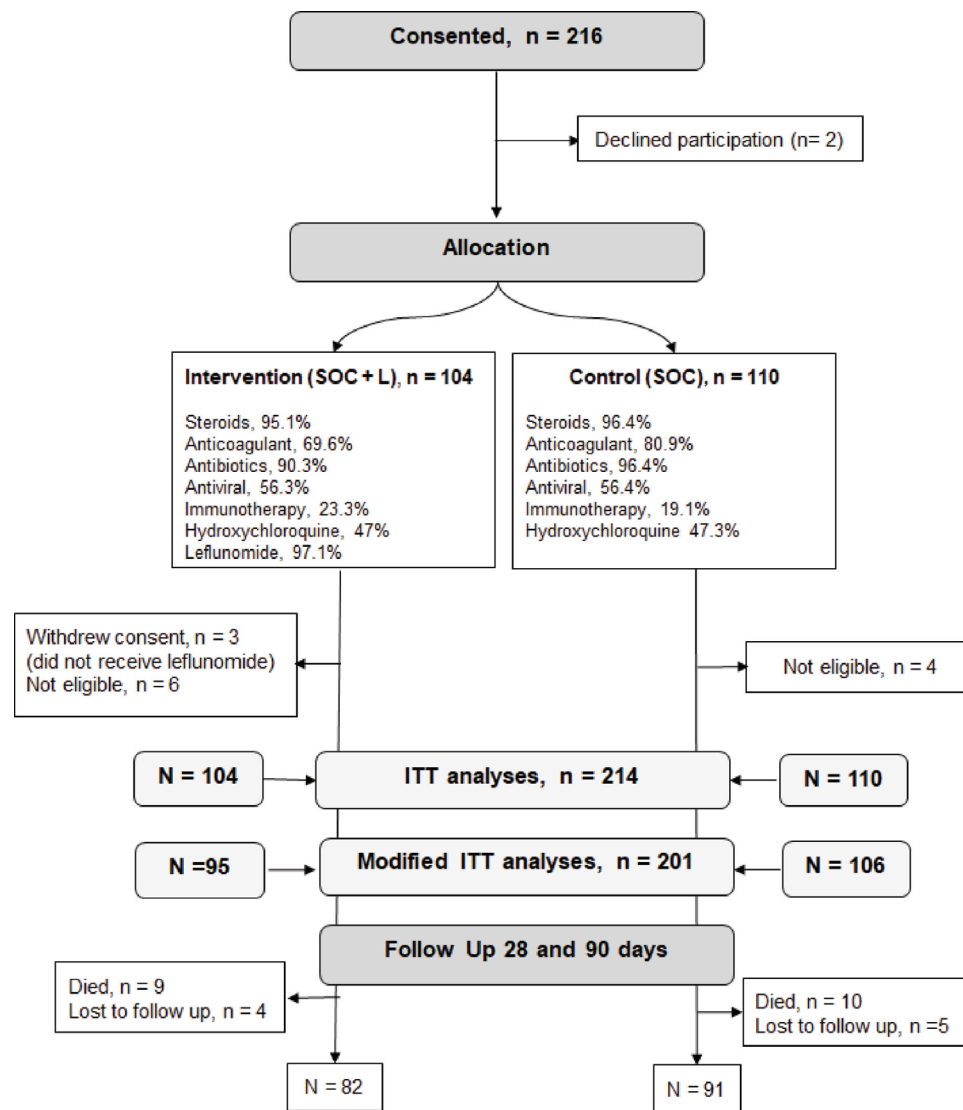 Consented, n = 216
Declined participation (n= 2)
Allocation
Intervention (SOC + L), n = 104
Steroids, 95.1%
Anticoagulant, 69.6%
Antibiotics, 90.3%
Antiviral, 56.3%
Immunotherapy, 23.3%
Hydroxychloroquine, 47%
Leflunomide, 97.1%
Control (SOC), n = 110
Steroids, 96.4%
Anticoagulant, 80.9%
Antibiotics, 96.4%
Antiviral, 56.4%
Immunotherapy, 19.1%
Hydroxychloroquine 47.3%
Withdrew consent, n = 3
(did not receive leflunomide)
Not eligible, n = 6
Not eligible, n = 4
N = 104
ITT analyses, n = 214
N = 110
N =95
Modified ITT analyses, n = 201
N = 106
Follow Up 28 and 90 days
Died, n = 9
Lost to follow up, n = 4
Died, n = 10
Lost to follow up, n =5
N = 82
N = 91